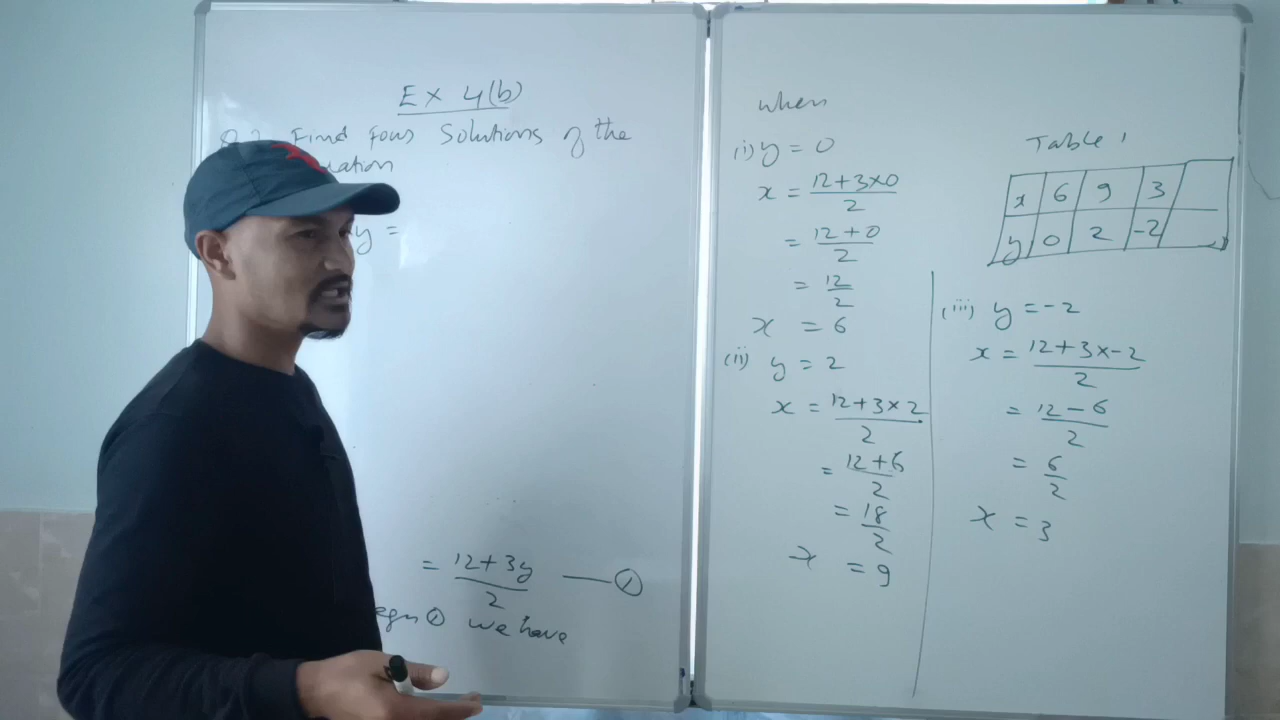 Ex 4(b)
Find four Solutions of the
uation
y =
= 12+3y/2 —— ①
eqn ① we have
when
(i) y = 0
x = 12+3×0/2
= 12+0/2
= 12/2
x = 6
(ii) y = 2
x = 12+3×2/2
= 12+6/2
= 18/2
x = 9
Table 1
x 6 9 3
y 0 2 -2
(iii) y = -2
x = 12+3×-2/2
= 12-6/2
= 6/2
x = 3